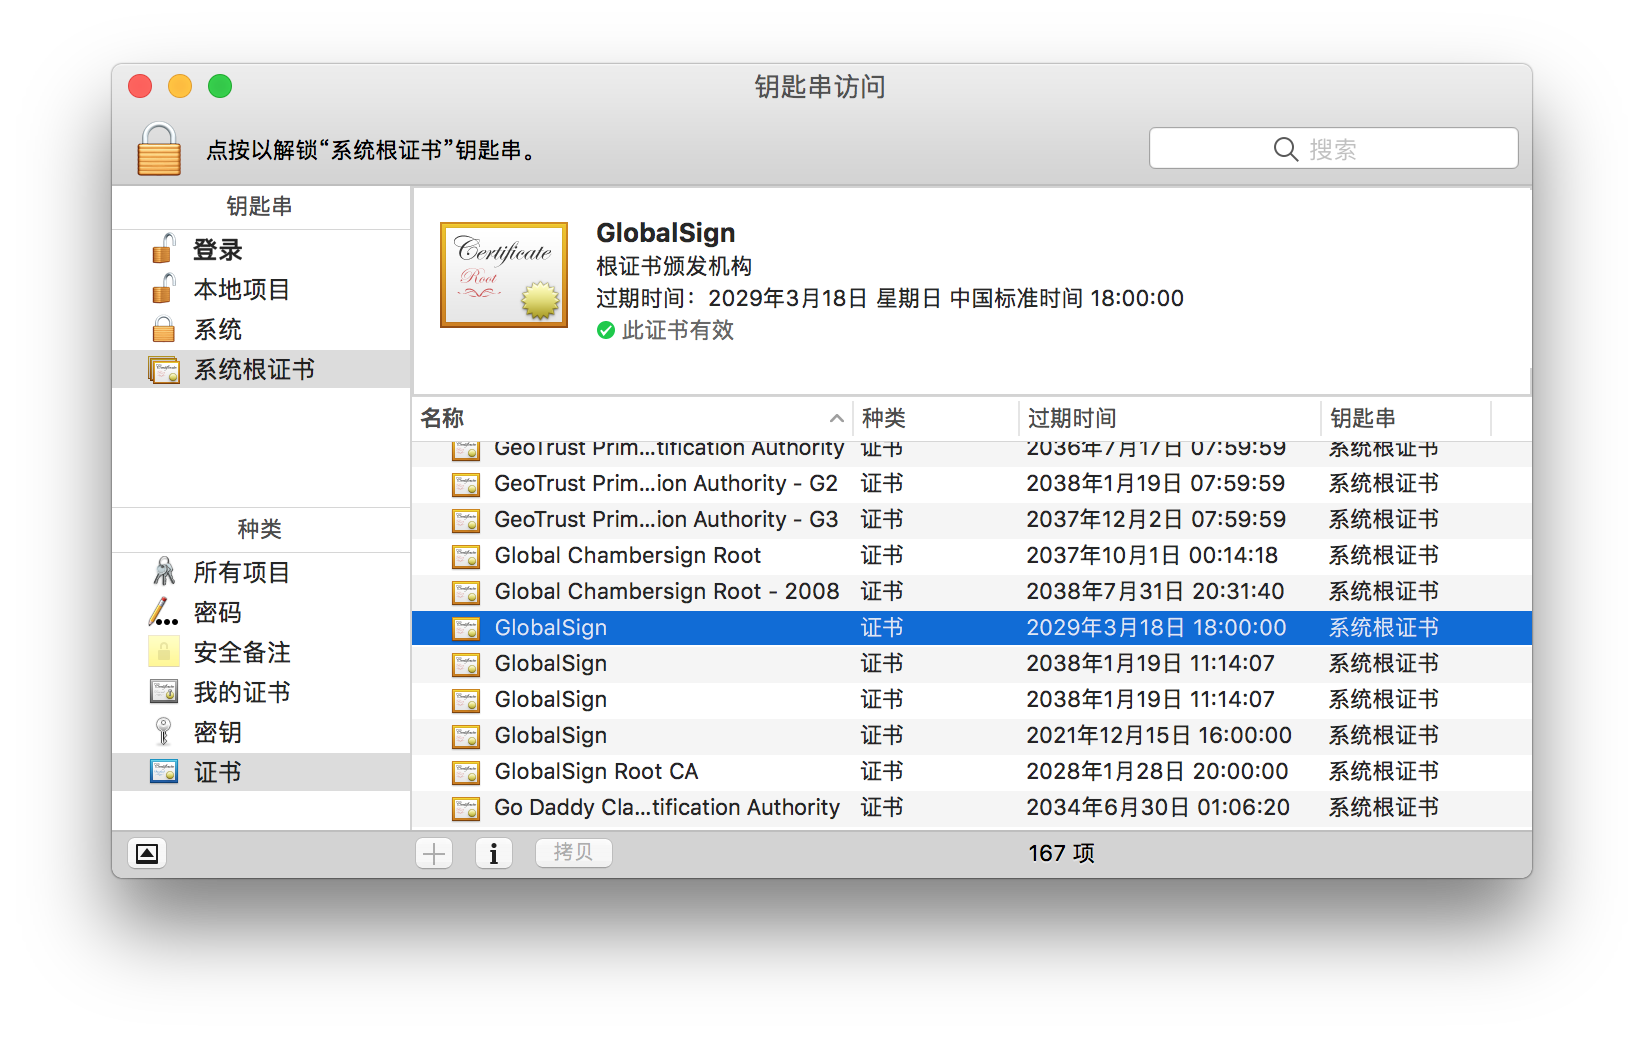 钥匙串访问
点按以解锁“系统根证书”钥匙串。
搜索
钥匙串
登录
本地项目
系统
系统根证书
种类
所有项目
密码
安全备注
我的证书
密钥
证书
Certificate
Root
GlobalSign
根证书颁发机构
过期时间：2029年3月18日 星期日 中国标准时间 18:00:00
此证书有效
名称 种类 过期时间 钥匙串
GeoTrust Prim...tification Authority 证书 2036年7月17日 07:59:59 系统根证书
GeoTrust Prim...ion Authority - G2 证书 2038年1月19日 07:59:59 系统根证书
GeoTrust Prim...ion Authority - G3 证书 2037年12月2日 07:59:59 系统根证书
Global Chambersign Root 证书 2037年10月1日 00:14:18 系统根证书
Global Chambersign Root - 2008 证书 2038年7月31日 20:31:40 系统根证书
GlobalSign 证书 2029年3月18日 18:00:00 系统根证书
GlobalSign 证书 2038年1月19日 11:14:07 系统根证书
GlobalSign 证书 2038年1月19日 11:14:07 系统根证书
GlobalSign 证书 2021年12月15日 16:00:00 系统根证书
GlobalSign Root CA 证书 2028年1月28日 20:00:00 系统根证书
Go Daddy Cla...tification Authority 证书 2034年6月30日 01:06:20 系统根证书
拷贝
167 项